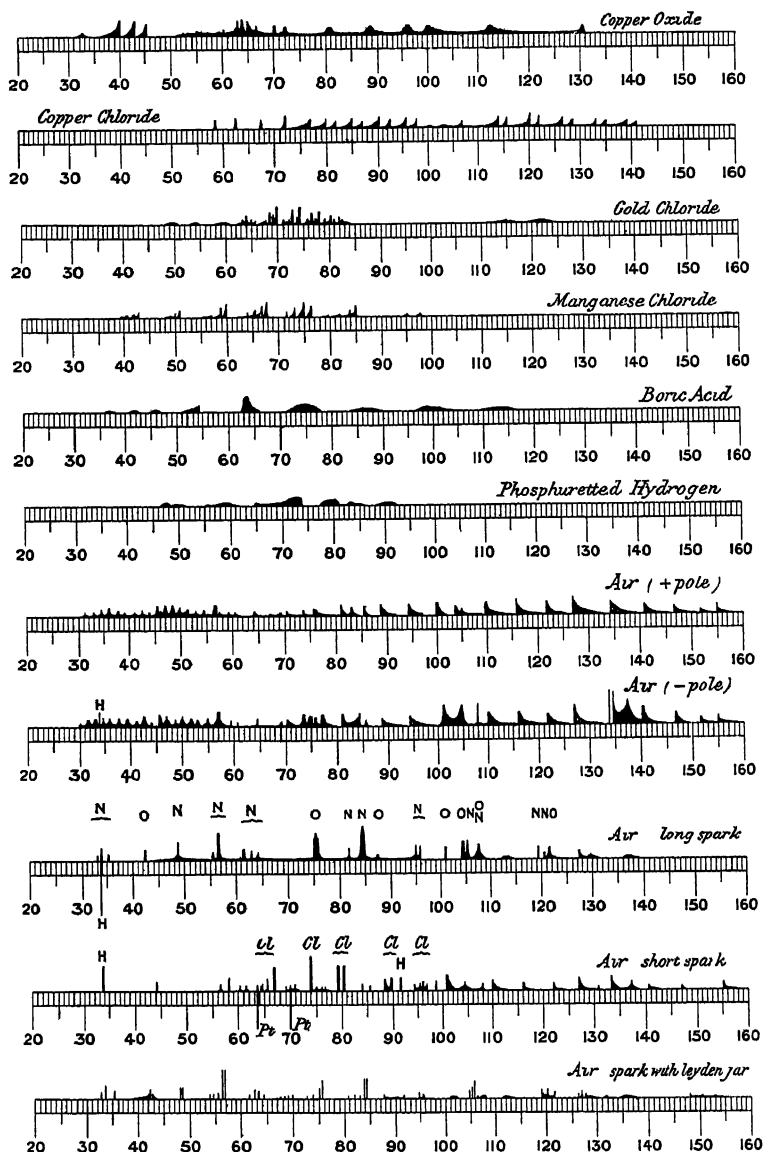 Copper Oxide
20 30 40 50 60 70 80 90 100 110 120 130 140 150 160
Copper Chloride
20 30 40 50 60 70 80 90 100 110 120 130 140 150 160
Gold Chloride
20 30 40 50 60 70 80 90 100 110 120 130 140 150 160
Manganese Chloride
20 30 40 50 60 70 80 90 100 110 120 130 140 150 160
Boric Acid
20 30 40 50 60 70 80 90 100 110 120 130 140 150 160
Phosphuretted Hydrogen
20 30 40 50 60 70 80 90 100 110 120 130 140 150 160
Air (+pole)
20 30 40 50 60 70 80 90 100 110 120 130 140 150 160
Air (-pole)
H
20 30 40 50 60 70 80 90 100 110 120 130 140 150 160
N O N N N O N N O N O ON O N NNO
Air long spark
20 30 40 50 60 70 80 90 100 110 120 130 140 150 160
H
H Cl Cl Cl Cl H Cl
Air short spark
Pt Pt
20 30 40 50 60 70 80 90 100 110 120 130 140 150 160
Air spark with leyden jar
20 30 40 50 60 70 80 90 100 110 120 130 140 150 160